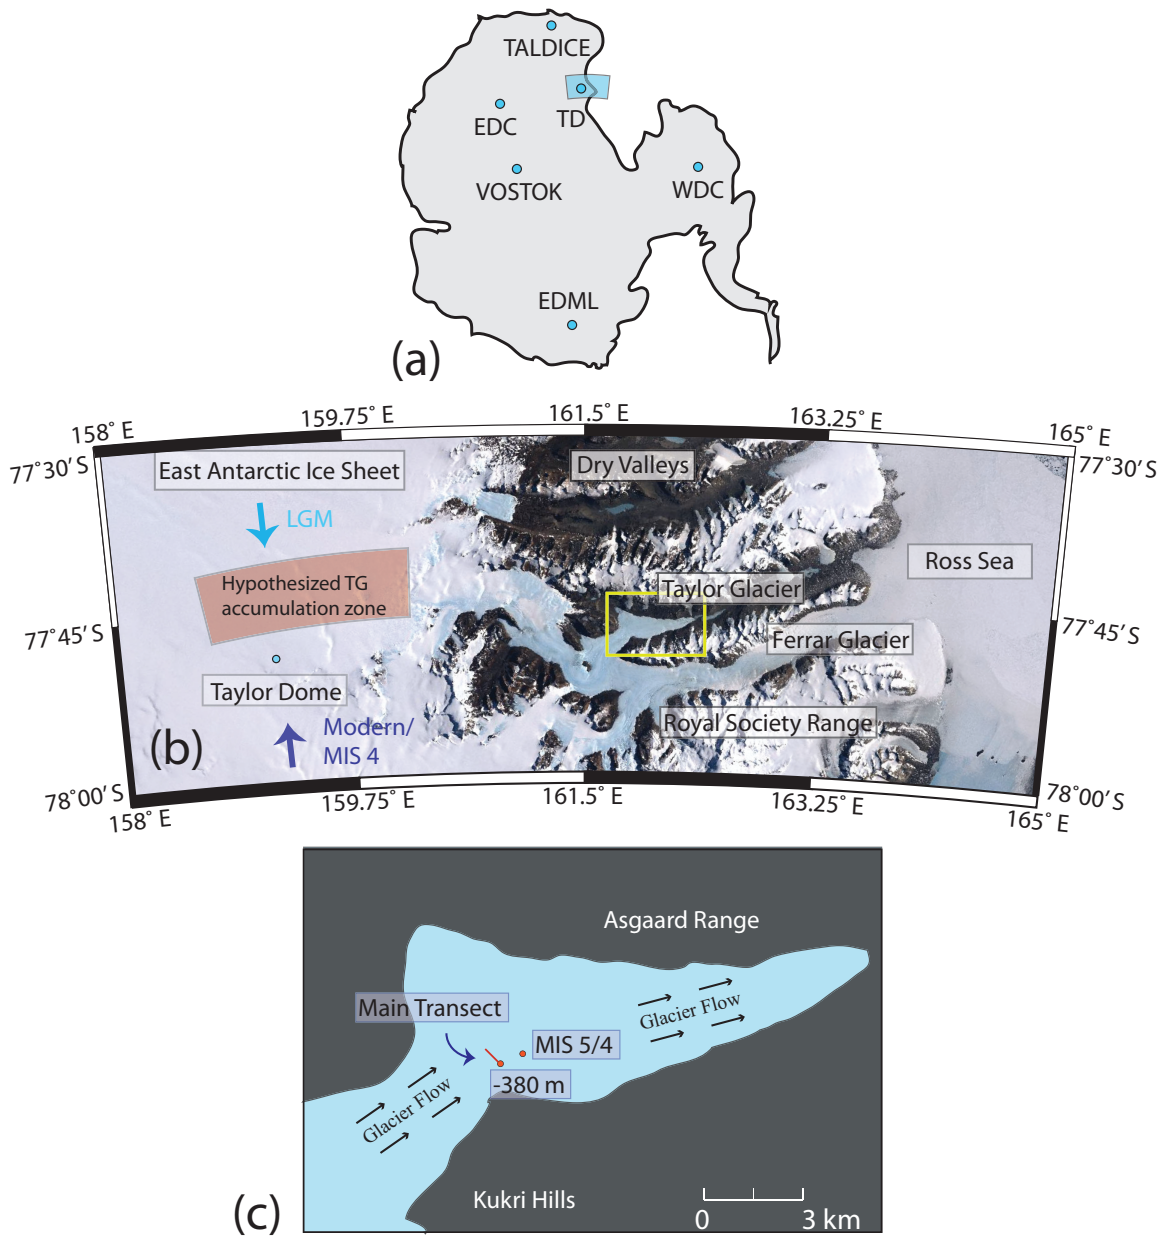 TALDICE
TD
EDC
VOSTOK
WDC
EDML
(a)
158° E
159.75° E
161.5° E
163.25° E
165° E
77°30' S
77°30' S
East Antarctic Ice Sheet
Dry Valleys
LGM
Ross Sea
Hypothesized TG
accumulation zone
Taylor Glacier
77°45' S
77°45' S
Ferrar Glacier
Taylor Dome
Royal Society Range
(b)
Modern/
MIS 4
78°00' S
78°00' S
158° E
159.75° E
161.5° E
163.25° E
165° E
Asgaard Range
Main Transect
Glacier Flow
MIS 5/4
-380 m
Glacier Flow
Kukri Hills
(c)
0 3 km